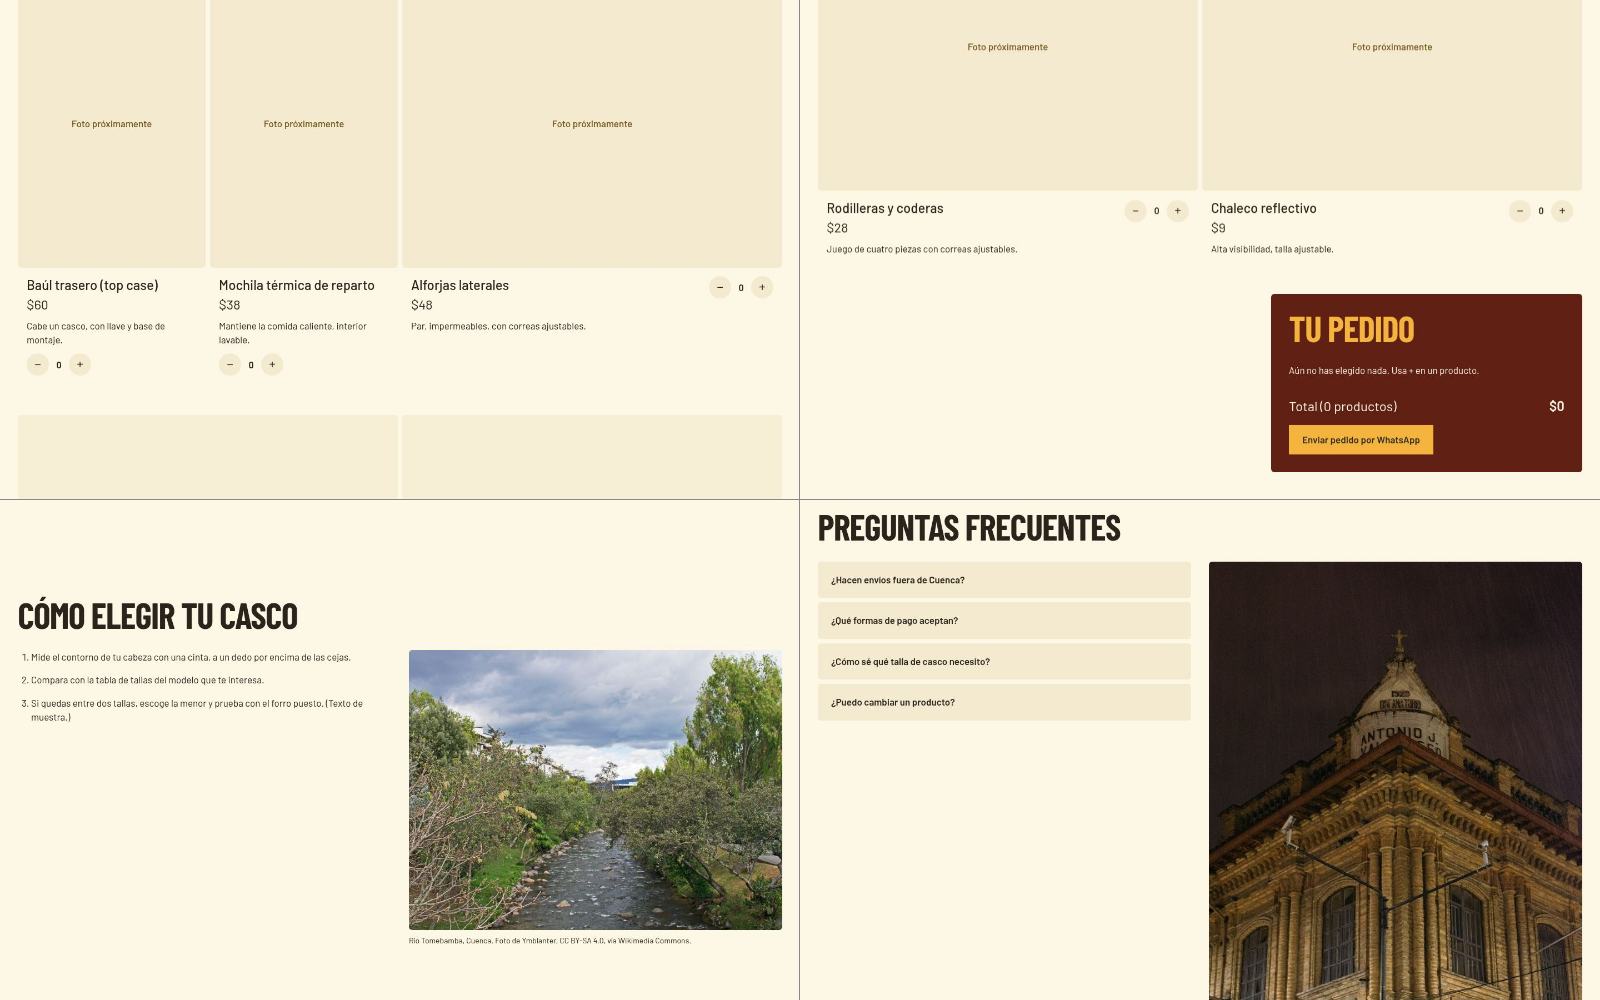 Foto próximamente
Foto próximamente
Foto próximamente
Baúl trasero (top case)
$60
Cabe un casco, con llave y base de
montaje.
− 0 +
Mochila térmica de reparto
$38
Mantiene la comida caliente, interior
lavable.
− 0 +
Alforjas laterales
$48
Par, impermeables, con correas ajustables.
− 0 +
Foto próximamente
Foto próximamente
Rodilleras y coderas
$28
Juego de cuatro piezas con correas ajustables.
− 0 +
Chaleco reflectivo
$9
Alta visibilidad, talla ajustable.
− 0 +
TU PEDIDO
Aún no has elegido nada. Usa + en un producto.
Total (0 productos) $0
Enviar pedido por WhatsApp
CÓMO ELEGIR TU CASCO
1. Mide el contorno de tu cabeza con una cinta, a un dedo por encima de las cejas.
2. Compara con la tabla de tallas del modelo que te interesa.
3. Si quedas entre dos tallas, escoge la menor y prueba con el forro puesto. (Texto de
muestra.)
Río Tomebamba, Cuenca. Foto de Ymblanter, CC BY-SA 4.0, vía Wikimedia Commons.
PREGUNTAS FRECUENTES
¿Hacen envíos fuera de Cuenca?
¿Qué formas de pago aceptan?
¿Cómo sé qué talla de casco necesito?
¿Puedo cambiar un producto?
ANTONIO J.